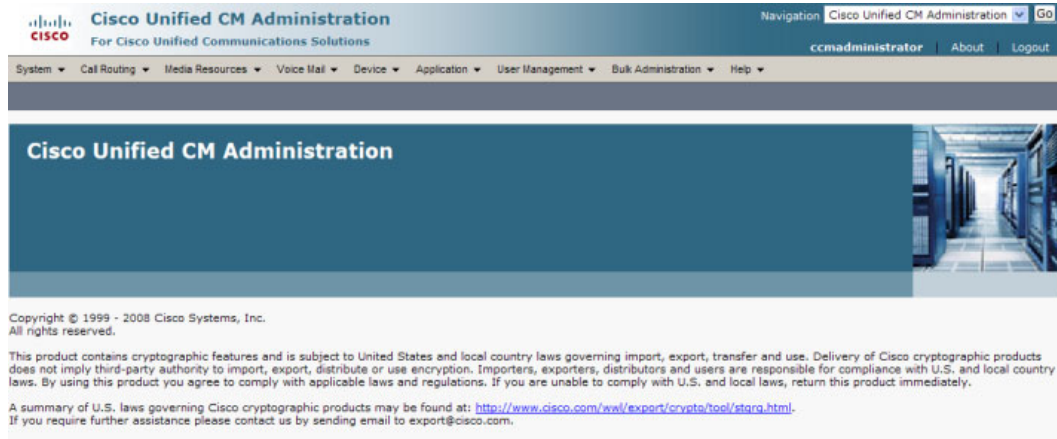 cisco
Cisco Unified CM Administration
For Cisco Unified Communications Solutions
Navigation Cisco Unified CM Administration Go
ccmadministrator | About | Logout
System Call Routing Media Resources Voice Mail Device Application User Management Bulk Administration Help
Cisco Unified CM Administration
Copyright © 1999 - 2008 Cisco Systems, Inc.
All rights reserved.
This product contains cryptographic features and is subject to United States and local country laws governing import, export, transfer and use. Delivery of Cisco cryptographic products
does not imply third-party authority to import, export, distribute or use encryption. Importers, exporters, distributors and users are responsible for compliance with U.S. and local country
laws. By using this product you agree to comply with applicable laws and regulations. If you are unable to comply with U.S. and local laws, return this product immediately.
A summary of U.S. laws governing Cisco cryptographic products may be found at: http://www.cisco.com/wwl/export/crypto/tool/stqrg.html.
If you require further assistance please contact us by sending email to export@cisco.com.